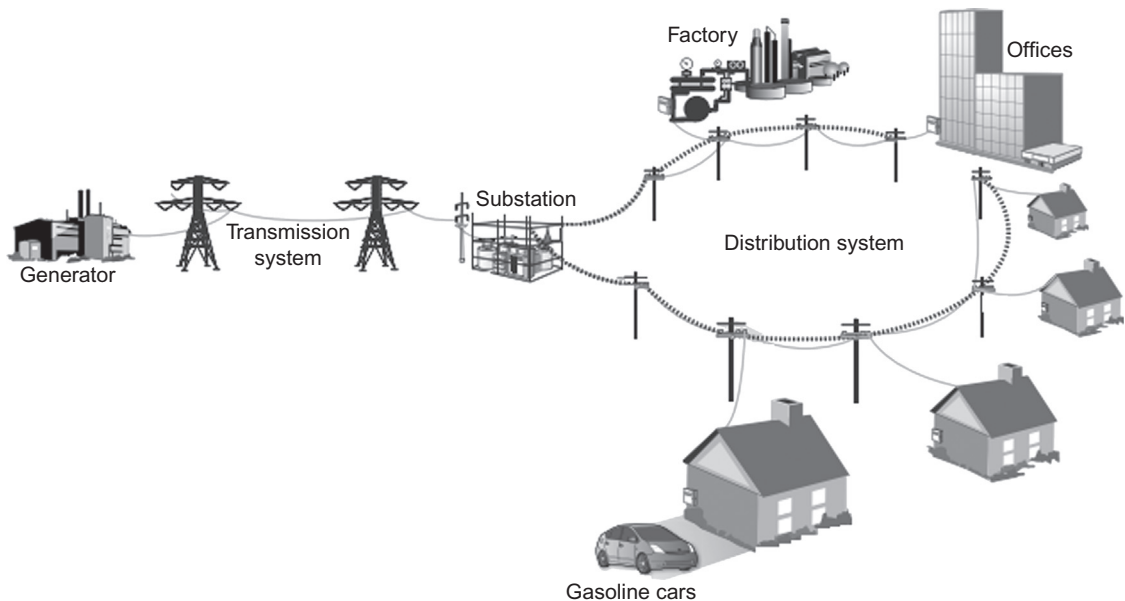 Factory
Offices
Substation
Transmission
system
Distribution system
Generator
Gasoline cars